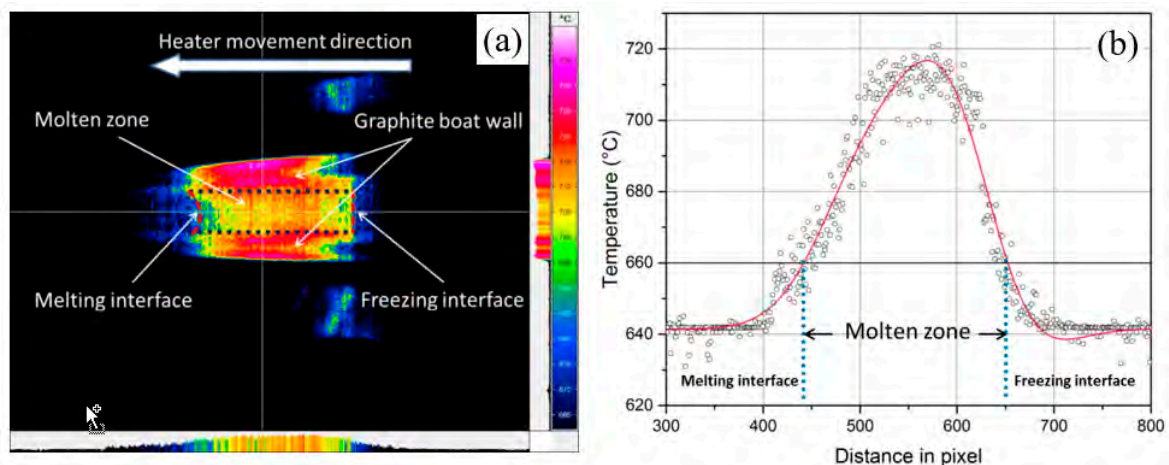 (a)
°C
Heater movement direction
Molten zone
Graphite boat wall
Melting interface
Freezing interface
(b)
Temperature (°C)
720
700
680
660
640
620
Molten zone
Melting interface
Freezing interface
300
400
500
600
700
800
Distance in pixel